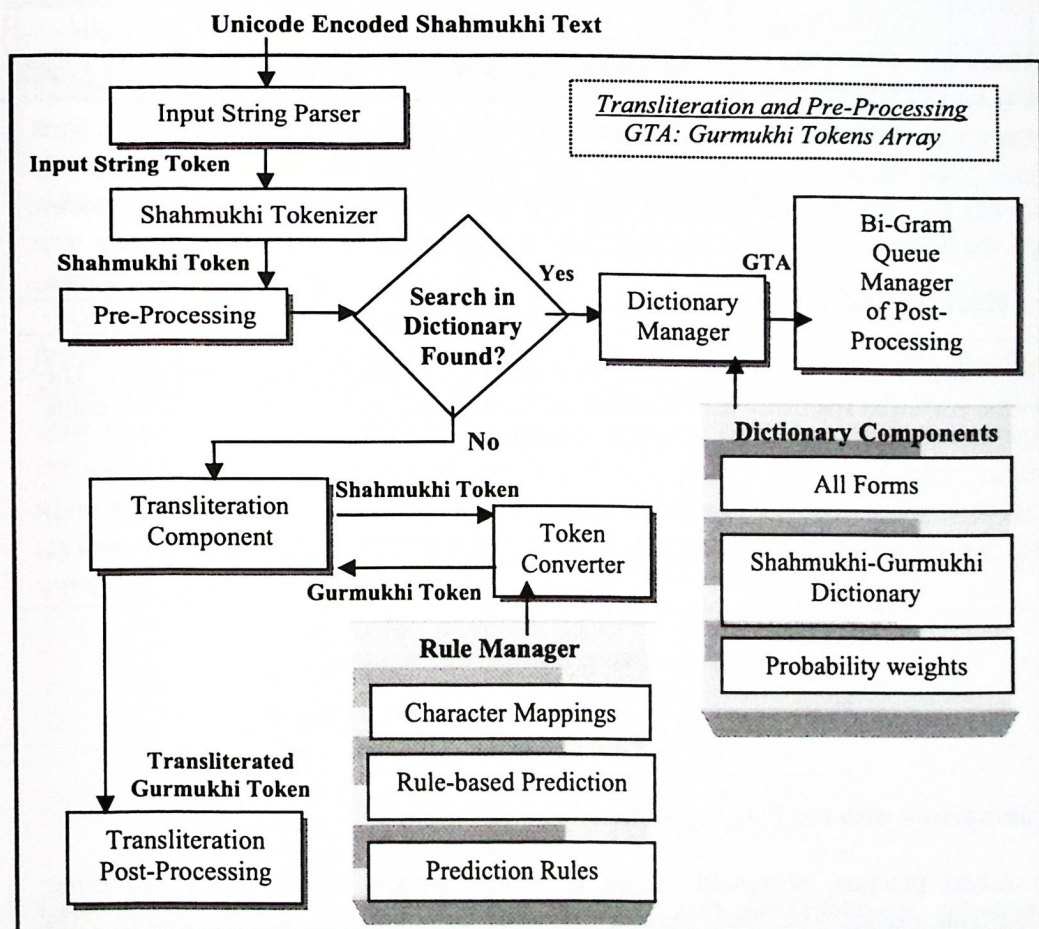 Unicode Encoded Shahmukhi Text
Input String Parser
Transliteration and Pre-Processing
GTA: Gurmukhi Tokens Array
Input String Token
Shahmukhi Tokenizer
Shahmukhi Token
Pre-Processing
Search in
Dictionary
Found?
Yes
Dictionary
Manager
GTA
Bi-Gram
Queue
Manager
of Post-
Processing
No
Dictionary Components
All Forms
Shahmukhi-Gurmukhi
Dictionary
Probability weights
Transliteration
Component
Shahmukhi Token
Token
Converter
Gurmukhi Token
Rule Manager
Character Mappings
Rule-based Prediction
Prediction Rules
Transliterated
Gurmukhi Token
Transliteration
Post-Processing